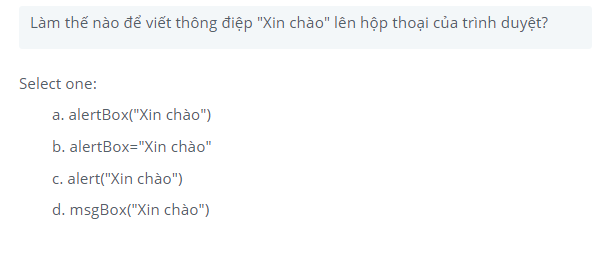 Làm thế nào để viết thông điệp "Xin chào" lên hộp thoại của trình duyệt?
Select one:
a. alertBox("Xin chào")
b. alertBox="Xin chào"
c. alert("Xin chào")
d. msgBox("Xin chào")